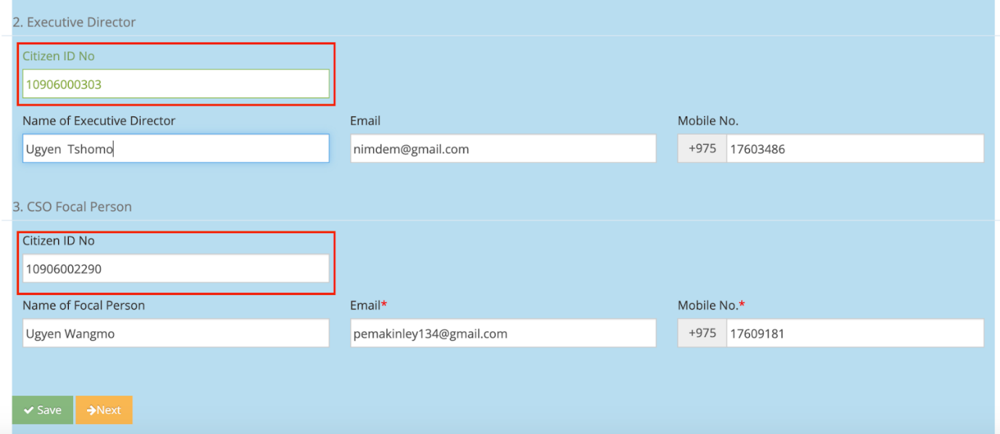 2. Executive Director
Citizen ID No
10906000303
Name of Executive Director Email Mobile No.
Ugyen  Tshomo nimdem@gmail.com +975 17603486
3. CSO Focal Person
Citizen ID No
10906002290
Name of Focal Person Email* Mobile No.*
Ugyen Wangmo pemakinley134@gmail.com +975 17609181
Save Next